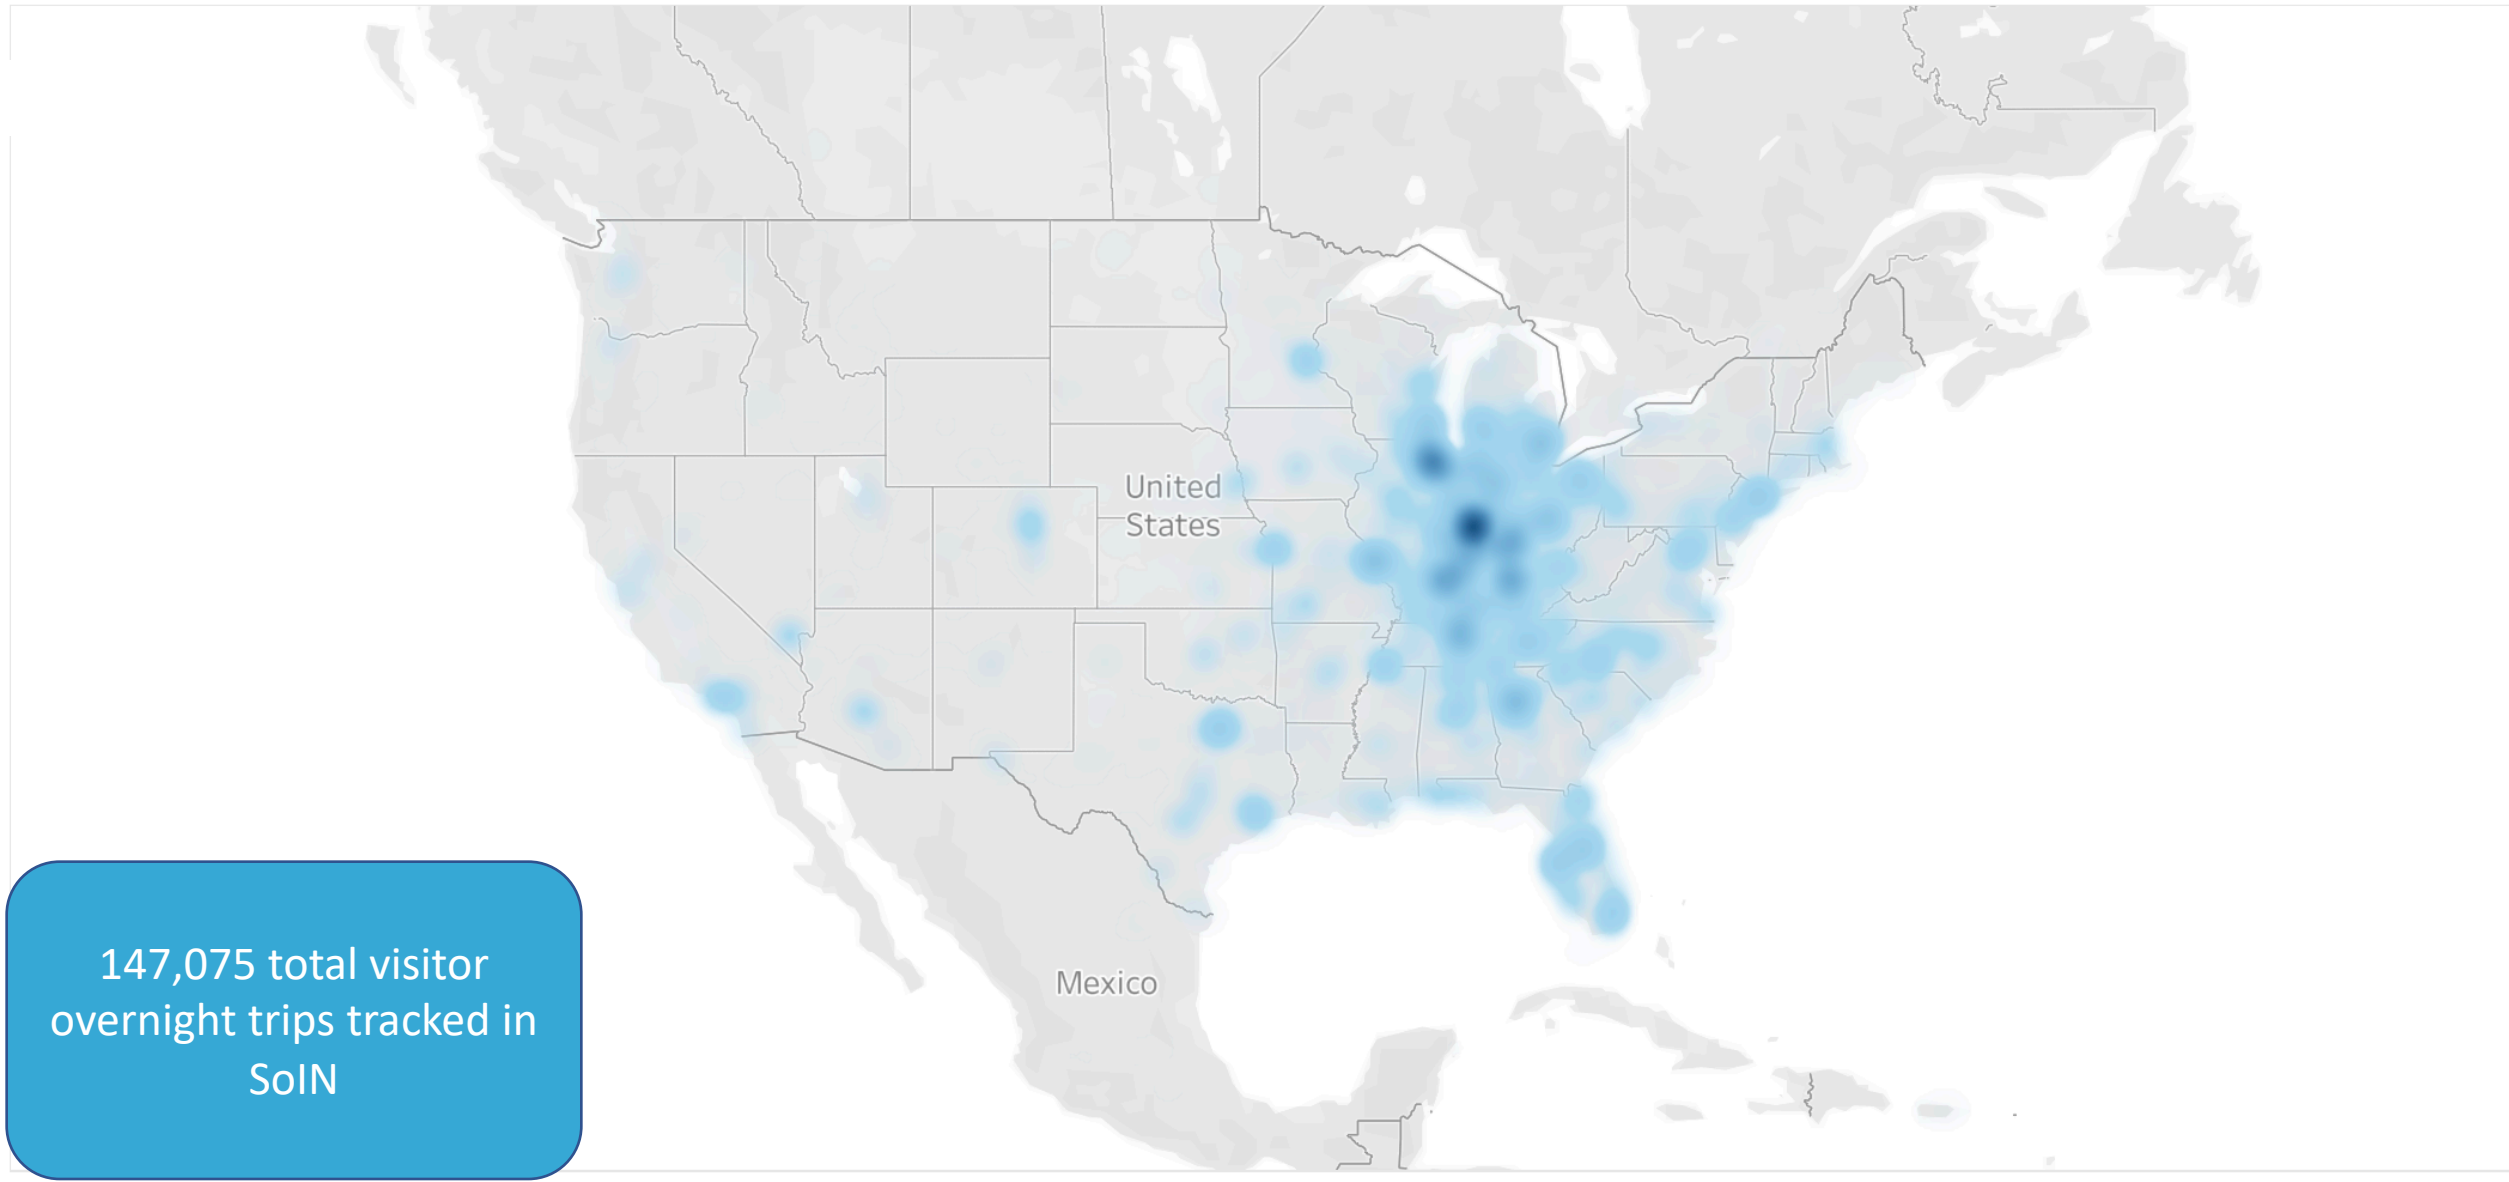 United
States
Mexico
147,075 total visitor
overnight trips tracked in
SoIN